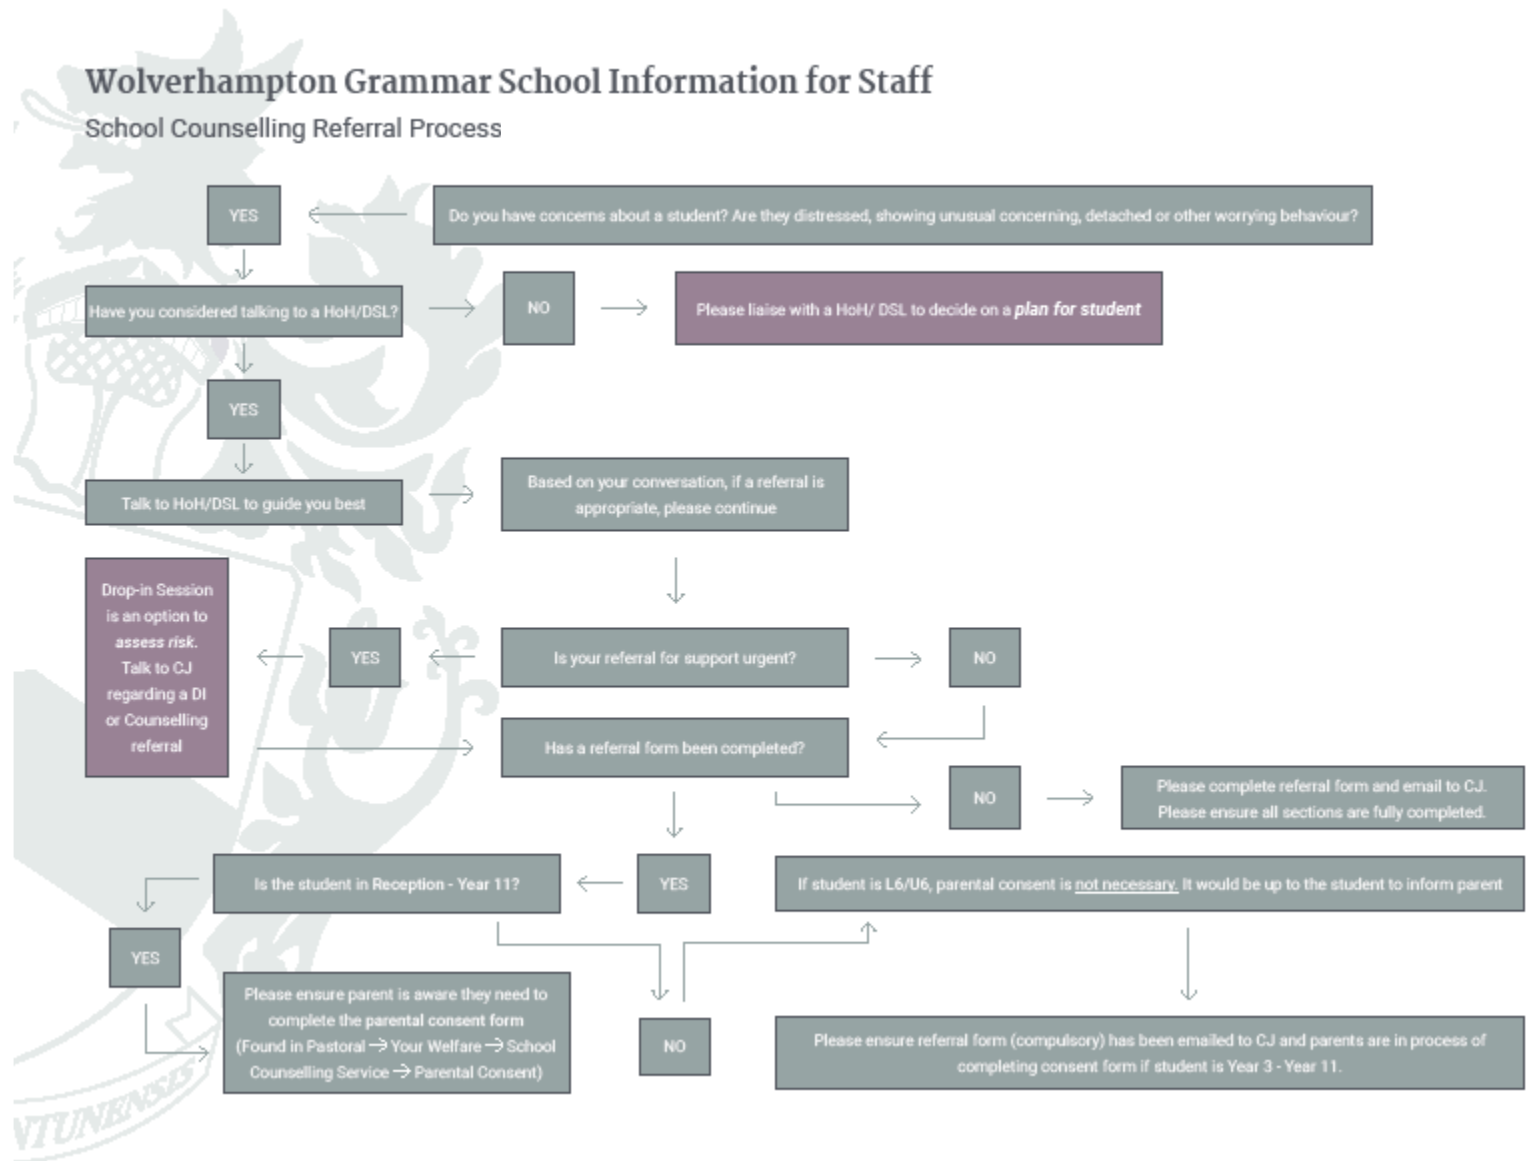 Wolverhampton Grammar School Information for Staff
School Counselling Referral Process
Do you have concerns about a student? Are they distressed, showing unusual concerning, detached or other worrying behaviour?
YES
Have you considered talking to a HoH/DSL?
NO
Please liaise with a HoH/ DSL to decide on a plan for student
YES
Talk to HoH/DSL to guide you best
Based on your conversation, if a referral is
appropriate, please continue
Is your referral for support urgent?
YES
NO
Drop-in Session
is an option to
assess risk.
Talk to CJ
regarding a DI
or Counselling
referral
Has a referral form been completed?
NO
Please complete referral form and email to CJ.
Please ensure all sections are fully completed.
YES
Is the student in Reception - Year 11?
YES
Please ensure parent is aware they need to
complete the parental consent form
(Found in Pastoral → Your Welfare → School
Counselling Service → Parental Consent)
NO
If student is L6/U6, parental consent is not necessary. It would be up to the student to inform parent
Please ensure referral form (compulsory) has been emailed to CJ and parents are in process of
completing consent form if student is Year 3 - Year 11.
NTUNENSIS